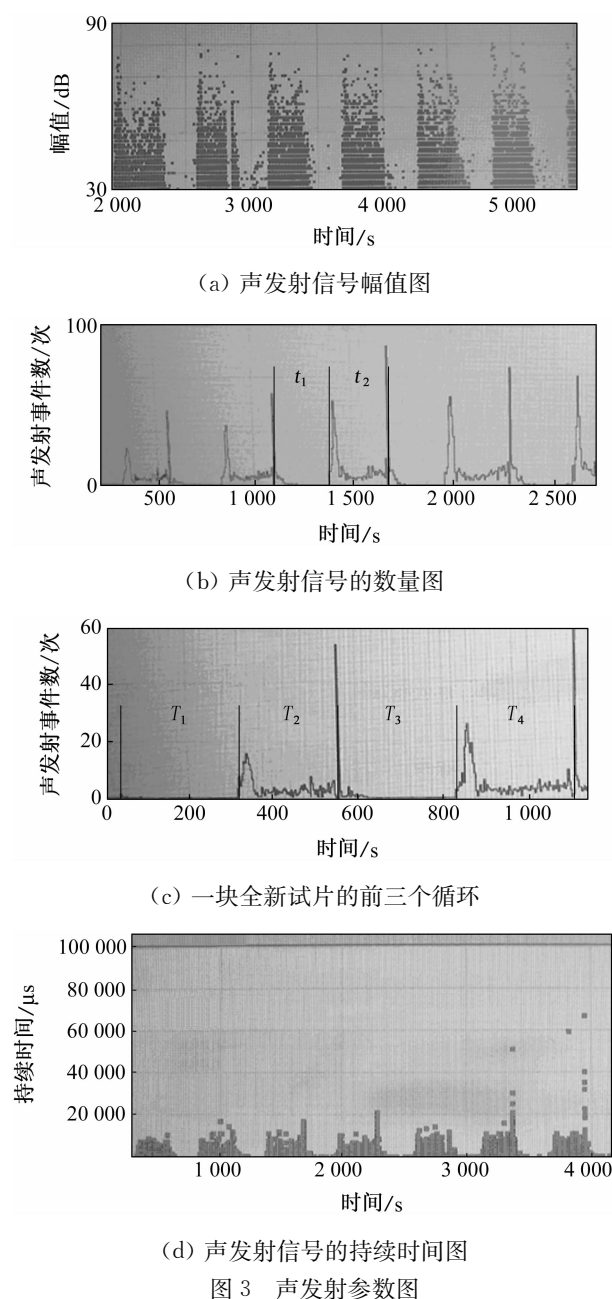 90
幅值/dB
30
2 000 3 000 4 000 5 000
时间/s
(a) 声发射信号幅值图
100
声发射事件数/次
t₁ t₂
0
500 1 000 1 500 2 000 2 500
时间/s
(b) 声发射信号的数量图
60
声发射事件数/次
40
T₁ T₂ T₃ T₄
20
0
0 200 400 600 800 1 000
时间/s
(c) 一块全新试片的前三个循环
100 000
80 000
持续时间/μs
60 000
40 000
20 000
1 000 2 000 3 000 4 000
时间/s
(d) 声发射信号的持续时间图
图 3 声发射参数图